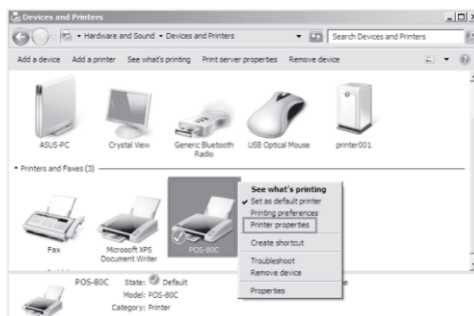 Devices and Printers
Hardware and Sound
Devices and Printers
Search Devices and Printers
Add a device
Add a printer
See what's printing
Print server properties
Remove device
ASUS-PC
Crystal View
Generic Bluetooth
Radio
USB Optical Mouse
printer001
Printers and Faxes (3)
Fax
Microsoft XPS
Document Writer
POS-80C
See what's printing
Set as default printer
Printing preferences
Printer properties
Create shortcut
Troubleshoot
Remove device
Properties
POS-80C
State: Default
Model: POS-80C
Category: Printer